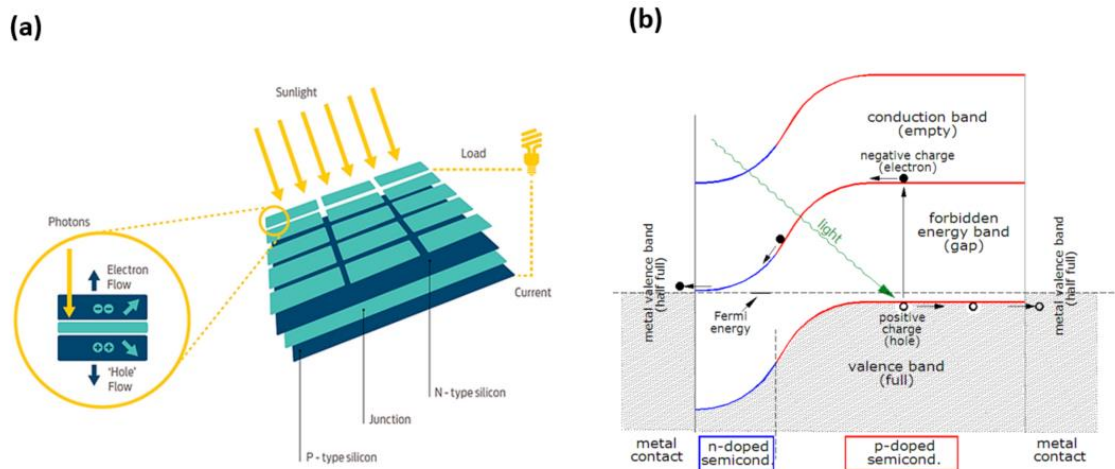 (a)
Sunlight
Load
Photons
Electron
Flow
'Hole'
Flow
Current
N - type silicon
Junction
P - type silicon
(b)
conduction band
(empty)
negative charge
(electron)
forbidden
energy band
(gap)
light
metal valence band
(half full)
Fermi
energy
positive
charge
(hole)
valence band
(full)
metal valence band
(half full)
metal
contact
n-doped
semicond.
p-doped
semicond.
metal
contact